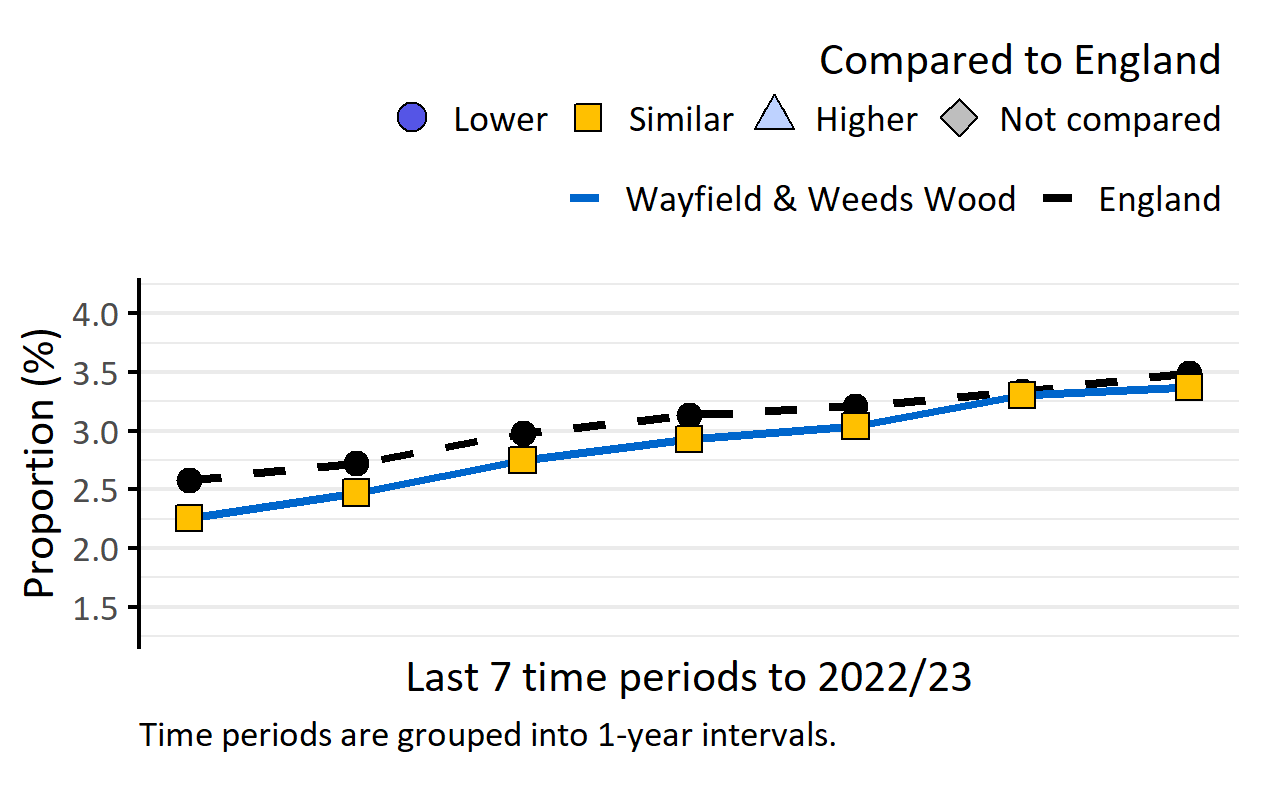 Compared to England
Lower Similar Higher Not compared
Wayfield & Weeds Wood England
Proportion (%)
4.0
3.5
3.0
2.5
2.0
1.5
Last 7 time periods to 2022/23
Time periods are grouped into 1-year intervals.